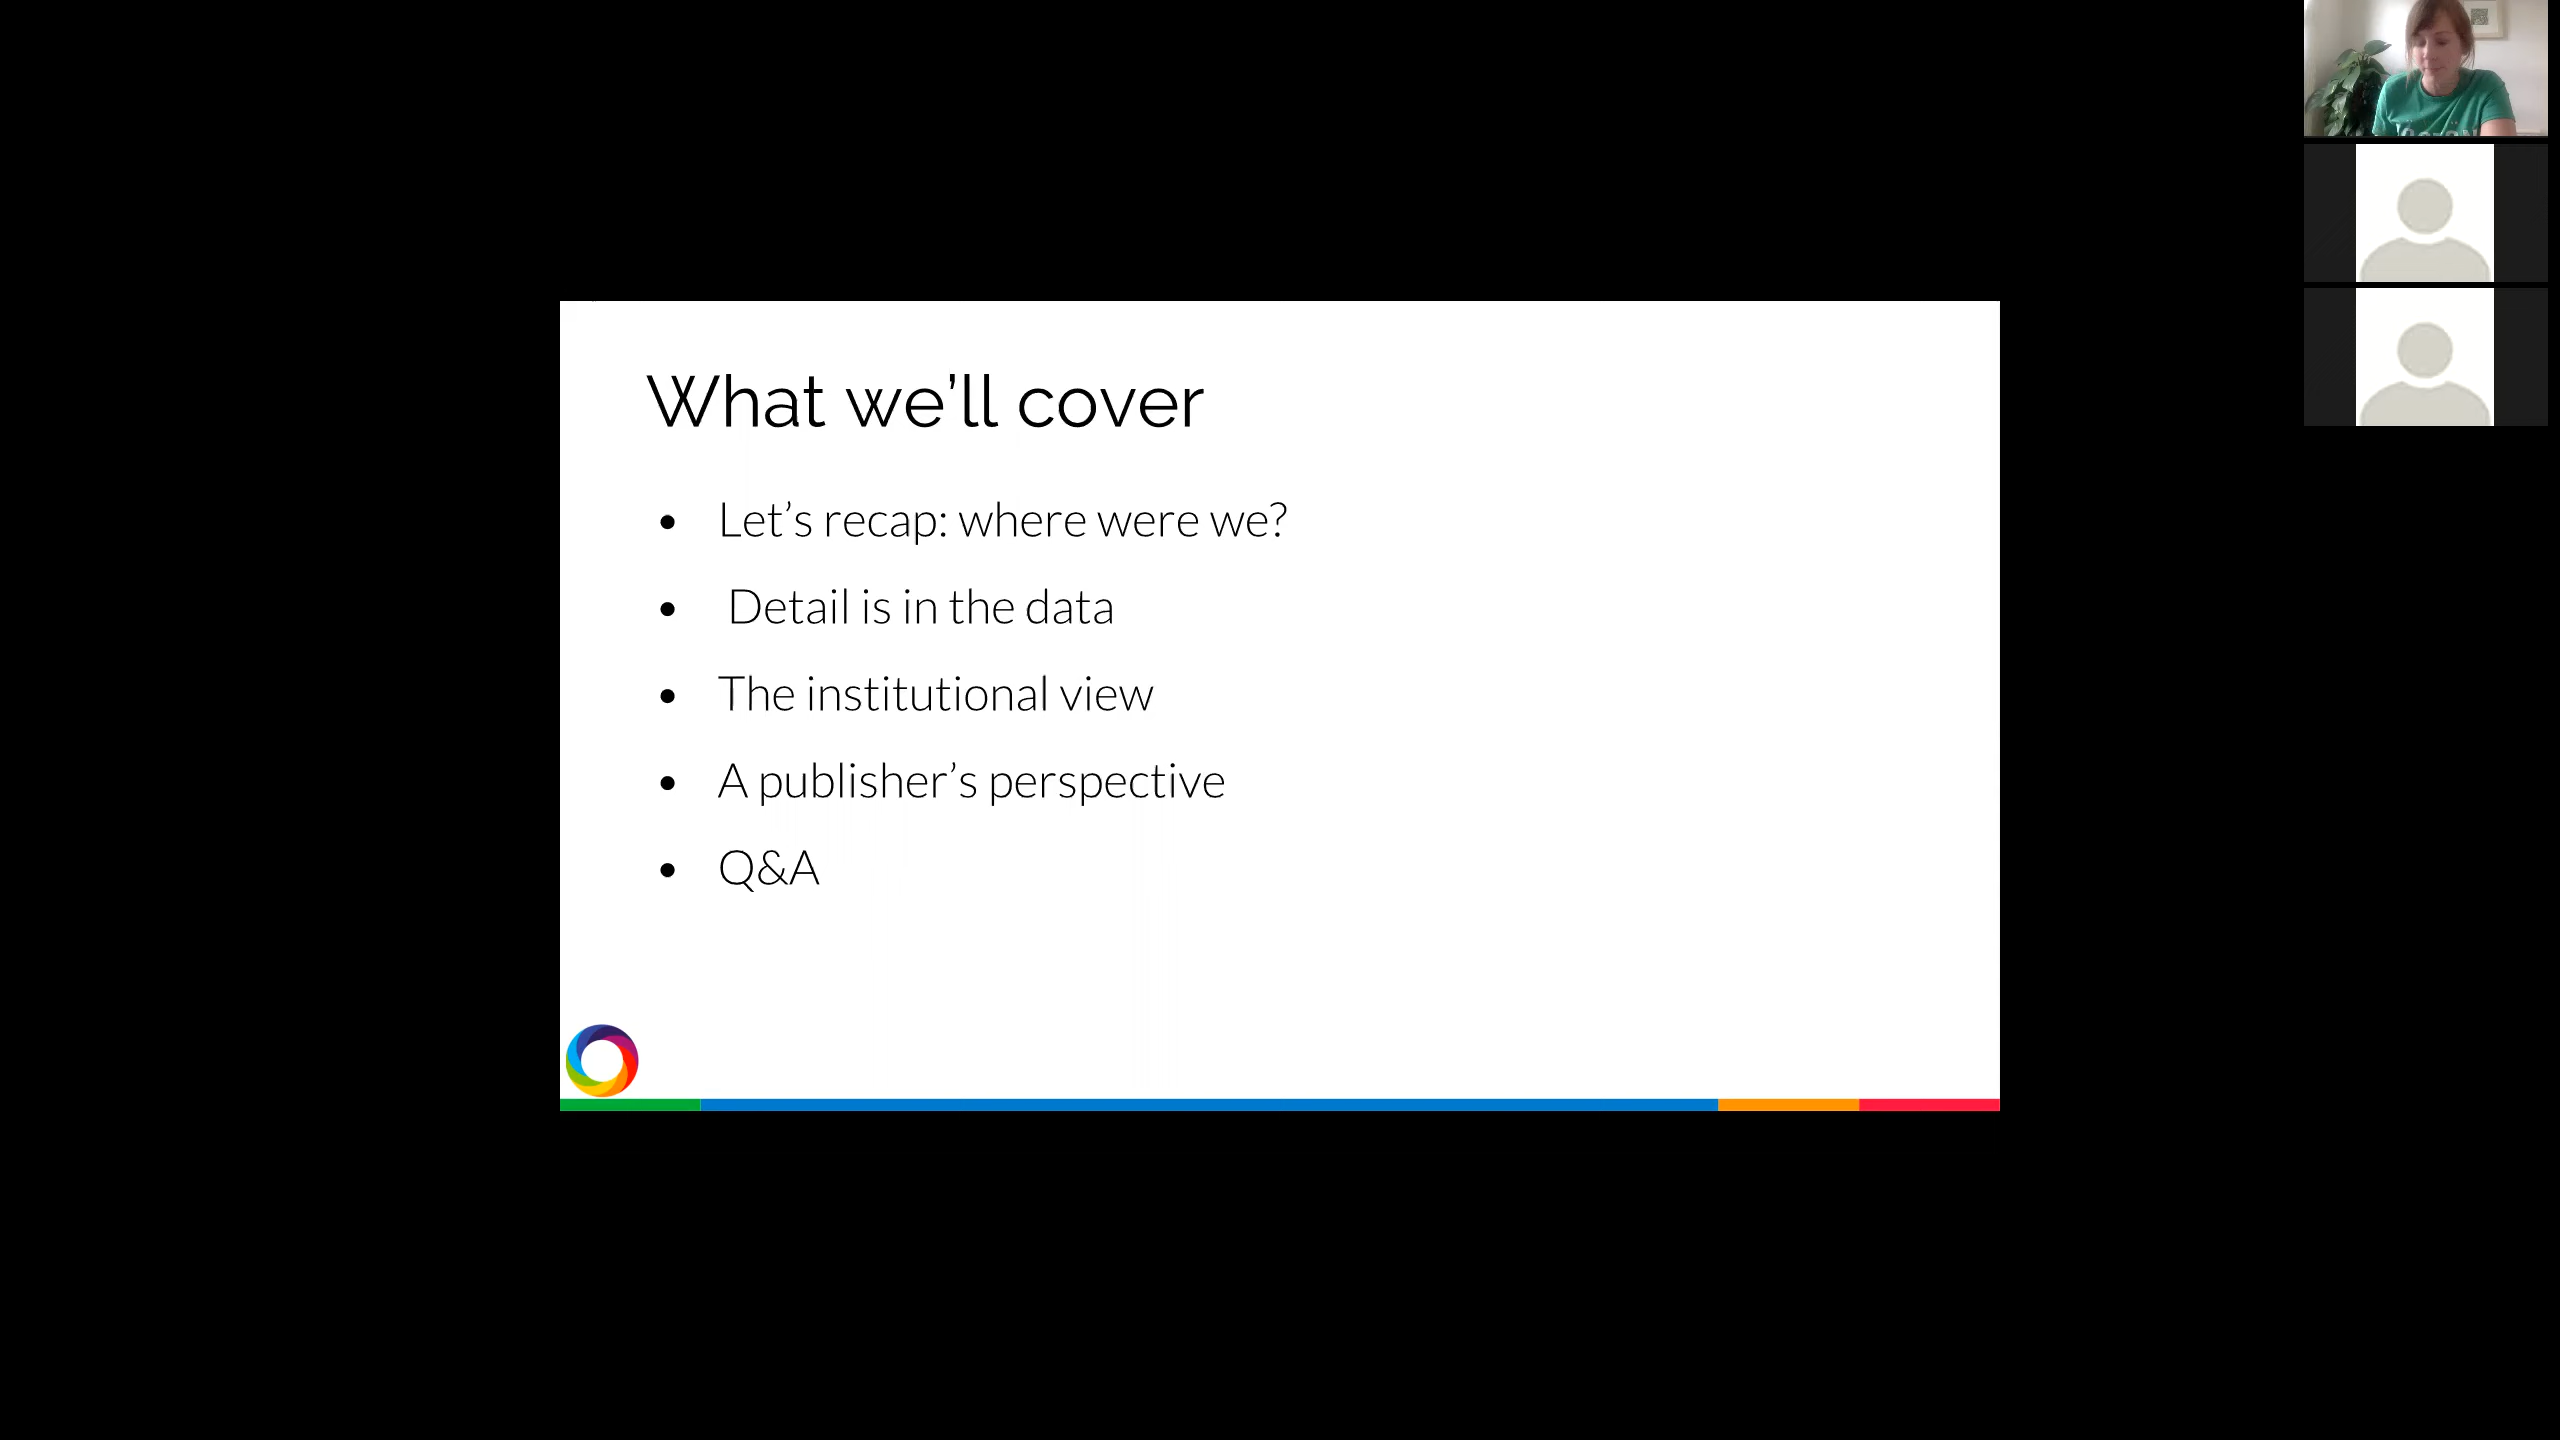 What we’ll cover
• Let’s recap: where were we?
• Detail is in the data
• The institutional view
• A publisher’s perspective
• Q&A